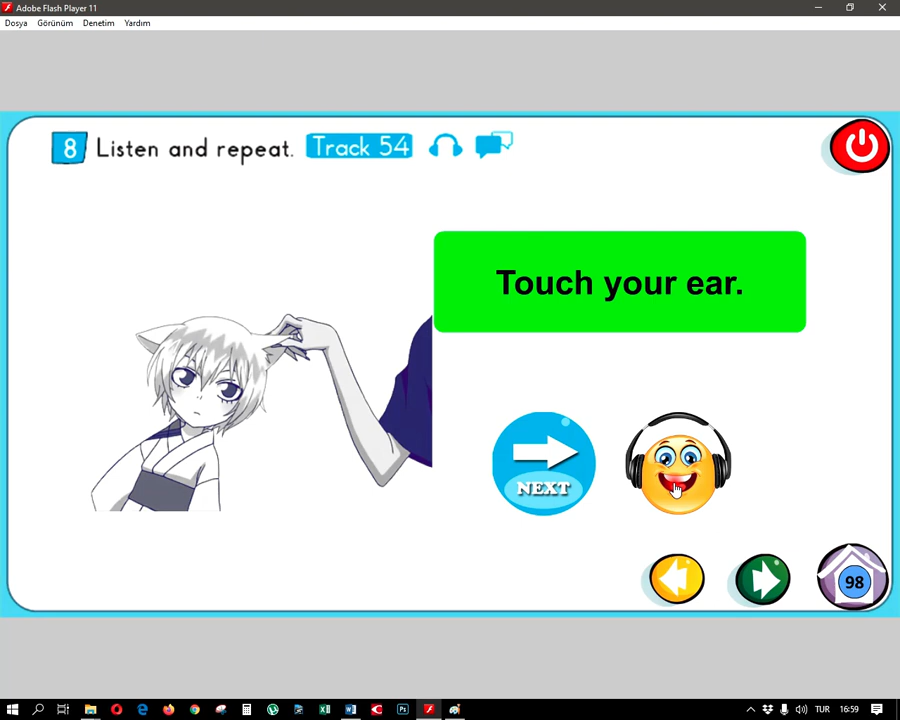 Adobe Flash Player 11
Dosya Görünüm Denetim Yardım
8 Listen and repeat. Track 54
Touch your ear.
NEXT
98
TUR 16:59